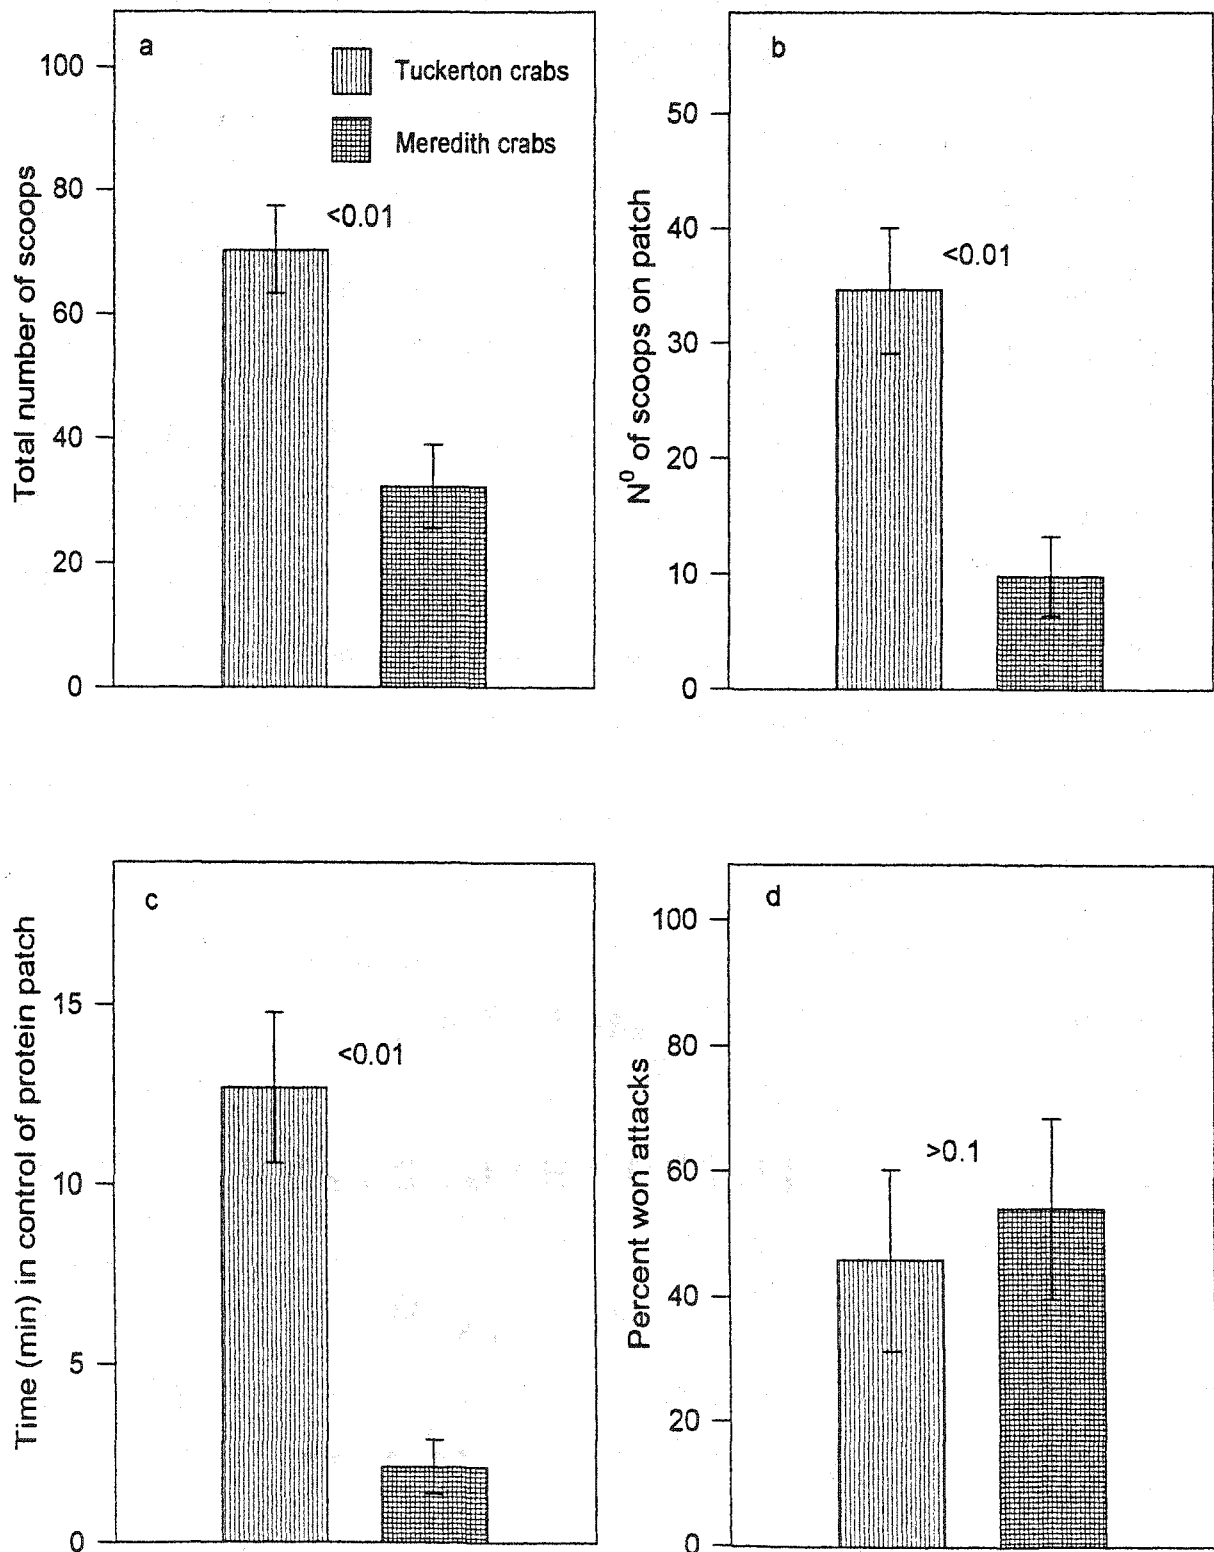 a
Tuckerton crabs
Meredith crabs
<0.01
100
80
60
40
20
0
Total number of scoops
b
<0.01
50
40
30
20
10
0
N⁰ of scoops on patch
c
<0.01
15
10
5
0
Time (min) in control of protein patch
d
>0.1
100
80
60
40
20
0
Percent won attacks